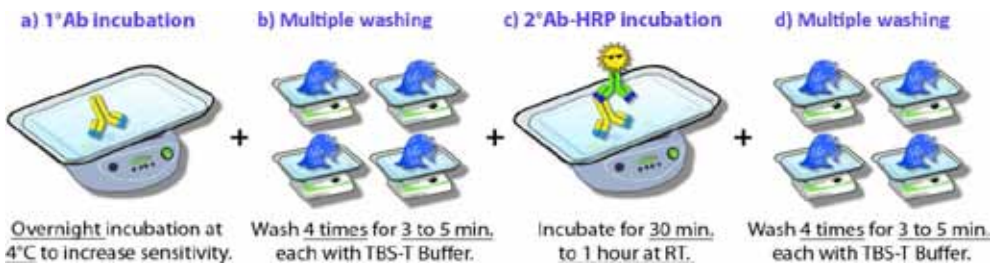 a) 1°Ab incubation
b) Multiple washing
c) 2°Ab-HRP incubation
d) Multiple washing
+
+
+
Overnight incubation at
4°C to increase sensitivity.
Wash 4 times for 3 to 5 min.
each with TBS-T Buffer.
Incubate for 30 min.
to 1 hour at RT.
Wash 4 times for 3 to 5 min.
each with TBS-T Buffer.